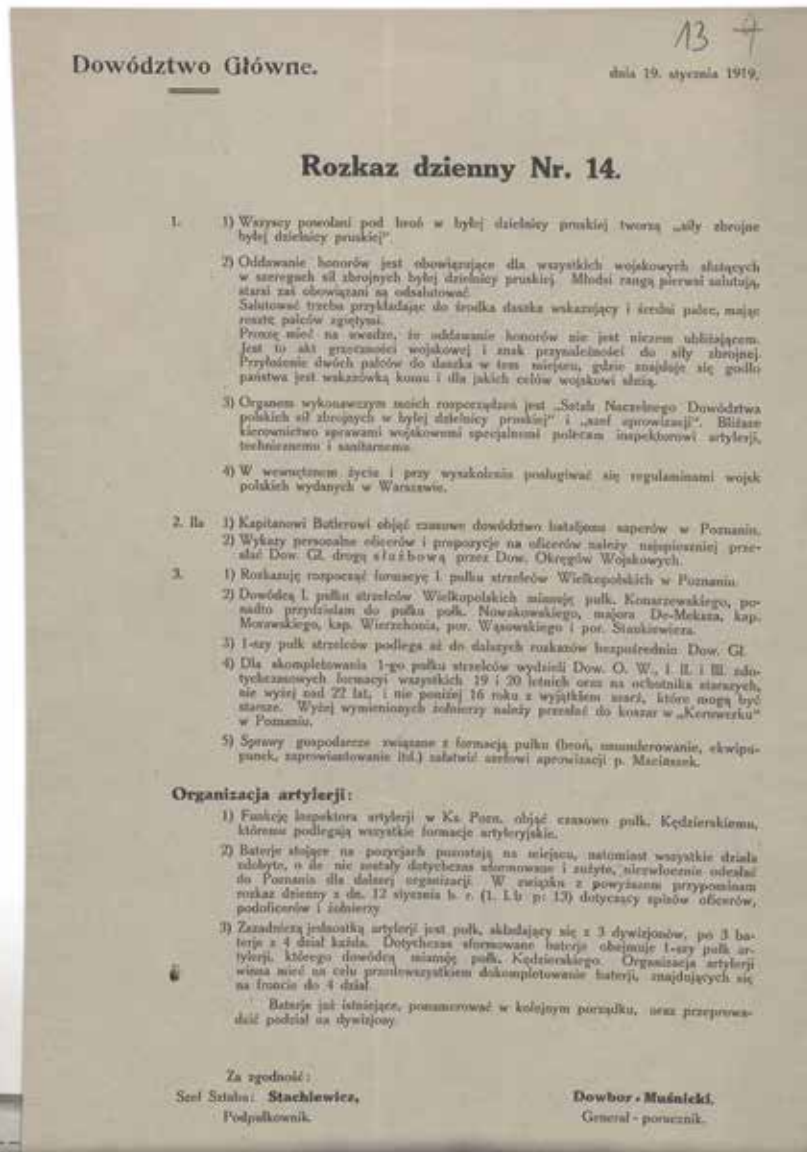 13 4
Dowództwo Główne.
dnia 19. stycznia 1919.
Rozkaz dzienny Nr. 14.
1. 1) Wszyscy powołani pod broń w byłej dzielnicy pruskiej tworzą „siły zbrojne
byłej dzielnicy pruskiej".
2) Oddawanie honorów jest obowiązujące dla wszystkich wojskowych służących
w szeregach sił zbrojnych byłej dzielnicy pruskiej. Młodsi rangą pierwsi salutują,
starsi zaś obowiązani są odsalutować.
Salutować trzeba przykładając do środka daszka wskazujący i średni palec, mając
resztę palców zgiętymi.
Proszę mieć na uwadze, że oddawanie honorów nie jest niczem ubliżającem.
Jest to akt grzeczności wojskowej i znak przynależności do siły zbrojnej.
Przyłożenie dwóch palców do daszka w tem miejscu, gdzie znajduje się godło
państwa jest wskazówką komu i dla jakich celów wojskowi służą.
3) Organem wykonawczym moich rozporządzeń jest „Sztab Naczelnego Dowództwa
polskich sił zbrojnych w byłej dzielnicy pruskiej" i „szef aprowizacji". Bliższe
kierownictwo sprawami wojskowemi specjalnemi polecam inspektorowi artylerji,
technicznemu i sanitarnemu.
4) W wewnętrznem życiu i przy wyszkoleniu posługiwać się regulaminami wojsk
polskich wydanych w Warszawie.
2. IIa 1) Kapitanowi Butlerowi objąć czasowe dowództwo bataljonu saperów w Poznaniu.
2) Wykazy personalne oficerów i propozycje na oficerów należy najspieszniej prze-
słać Dow. Gł. drogą służbową przez Dow. Okręgów Wojskowych.
3. 1) Rozkazuję rozpocząć formację I. pułku strzelców Wielkopolskich w Poznaniu.
2) Dowódcą I. pułku strzelców Wielkopolskich mianuję pułk. Konarzewskiego, po-
nadto przydzielam do pułku połk. Nowakowskiego, majora De-Mekaza, kap.
Morawskiego, kap. Wierzchonia, por. Wąsowskiego i por. Stankiewicza.
3) 1-szy pułk strzelców podlega aż do dalszych rozkazów bezpośrednio Dow. Gł.
4) Dla skompletowania 1-go pułku strzelców wydzieli Dow. O. W., I. II. i III. z do-
tychczasowych formacyi wszystkich 19 i 20 letnich oraz na ochotnika starszych,
nie wyżej nad 22 lat, i nie poniżej 16 roku z wyjątkiem szarż, które mogą być
starsze. Wyżej wymienionych żołnierzy należy przesłać do koszar w „Kernwerku"
w Poznaniu.
5) Sprawy gospodarcze związane z formacją pułku (broń, umunderowanie, ekwipu-
punek, zaprowiantowanie itd.) załatwić szefowi aprowizacji p. Maciaszek.
Organizacja artylerji:
1) Funkcję inspektora artylerji w Ks. Pozn. objąć czasowo pułk. Kędzierskiemu,
któremu podlegają wszystkie formacje artyleryjskie.
2) Baterje stojące na pozycjach pozostają na miejscu, natomiast wszystkie działa
zdobyte, o ile nie zostały dotychczas sformowane i zużyte, niezwłocznie odesłać
do Poznania dla dalszej organizacji. W związku z powyższem przypominam
rozkaz dzienny z dn. 12 stycznia b. r. (1. I.b p: 13) dotyczący spisów oficerów,
podoficerów i żołnierzy.
3) Zasadniczą jednostką artylerji jest pułk, składający się z 3 dywizjonów, po 3 ba-
terje z 4 dział każda. Dotychczas sformowane baterje obejmuje 1-szy pułk ar-
tylerji, którego dowódcą mianuję pułk. Kędzierskiego. Organizacja artylerji
winna mieć na celu przedewszystkiem dokompletowanie baterji, znajdujących się
na froncie do 4 dział.
Baterje już istniejące, ponumerować w kolejnym porządku, oraz przeprowa-
dzić podział na dywizjony.
Za zgodność:
Szef Sztabu: Stachiewicz,
Podpułkownik.
Dowbor-Muśnicki,
Generał-porucznik.